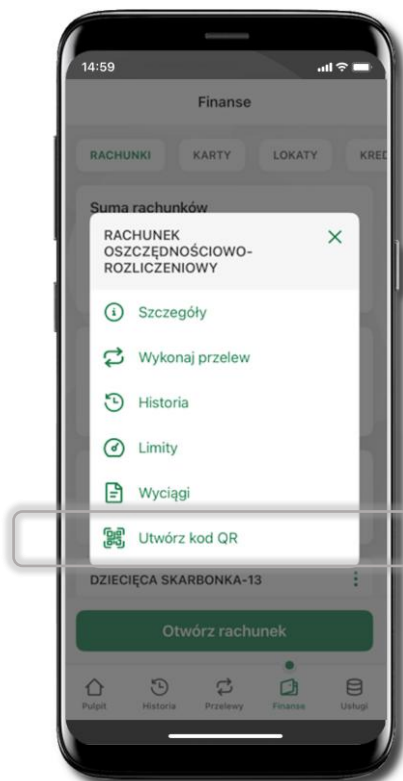 14:59
Finanse
RACHUNKI KARTY LOKATY KRED
Suma rachunków
RACHUNEK
OSZCZĘDNOŚCIOWO-
ROZLICZENIOWY
Szczegóły
Wykonaj przelew
Historia
Limity
Wyciągi
Utwórz kod QR
DZIECIĘCA SKARBONKA-13
Otwórz rachunek
Pulpit Historia Przelewy Finanse Usługi